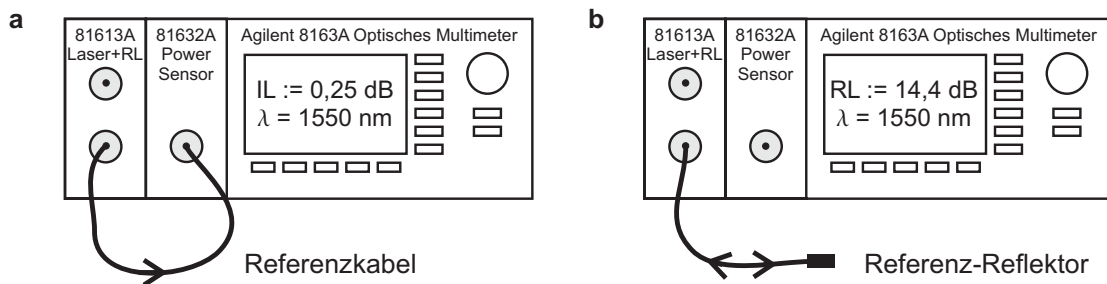 a
81613A
Laser+RL
81632A
Power
Sensor
Agilent 8163A Optisches Multimeter
IL := 0,25 dB
λ = 1550 nm
Referenzkabel
b
81613A
Laser+RL
81632A
Power
Sensor
Agilent 8163A Optisches Multimeter
RL := 14,4 dB
λ = 1550 nm
Referenz-Reflektor